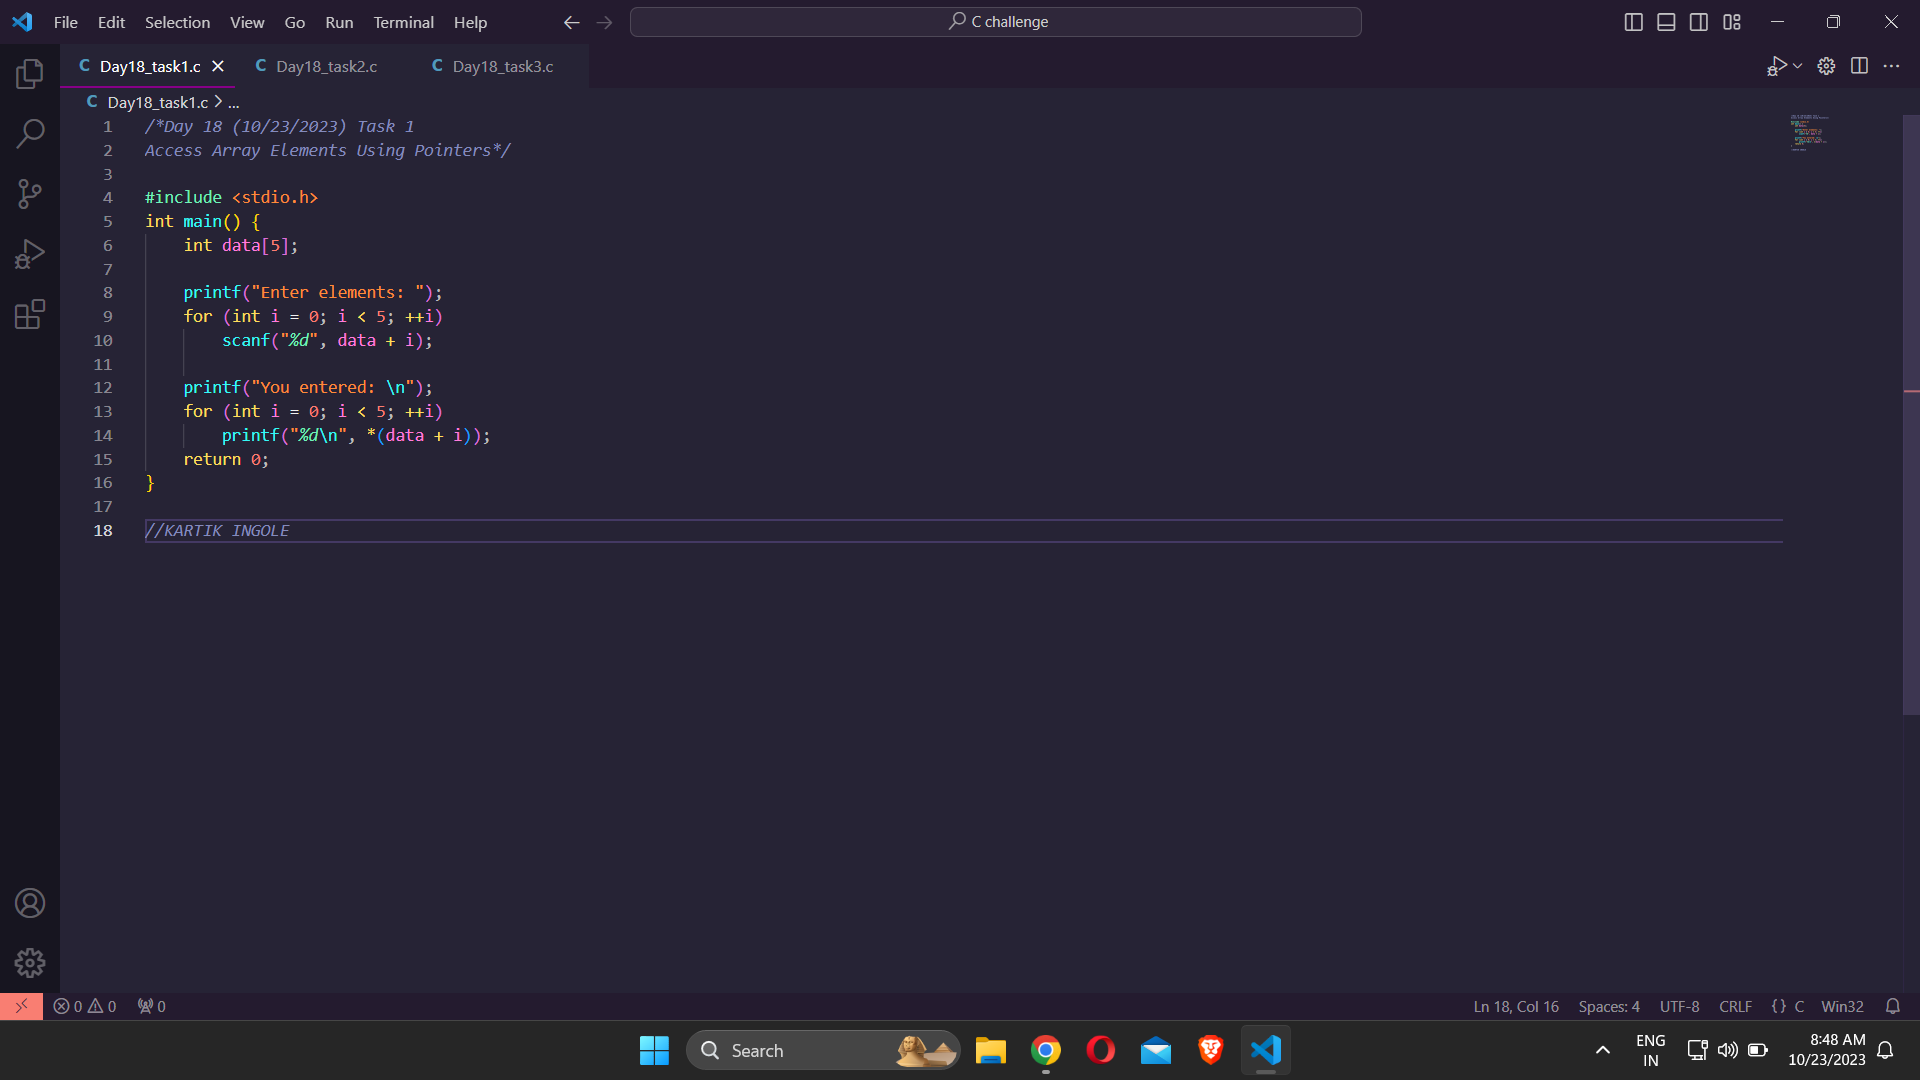 File Edit Selection View Go Run Terminal Help
C challenge
C Day18_task1.c C Day18_task2.c C Day18_task3.c
C Day18_task1.c > ...
1 /*Day 18 (10/23/2023) Task 1
2 Access Array Elements Using Pointers*/
3
4 #include <stdio.h>
5 int main() {
6     int data[5];
7
8     printf("Enter elements: ");
9     for (int i = 0; i < 5; ++i)
10         scanf("%d", data + i);
11
12     printf("You entered: \n");
13     for (int i = 0; i < 5; ++i)
14         printf("%d\n", *(data + i));
15     return 0;
16 }
17
18 //KARTIK INGOLE
0 0 0 Ln 18, Col 16 Spaces: 4 UTF-8 CRLF {} C Win32
Search
ENG
IN
8:48 AM
10/23/2023